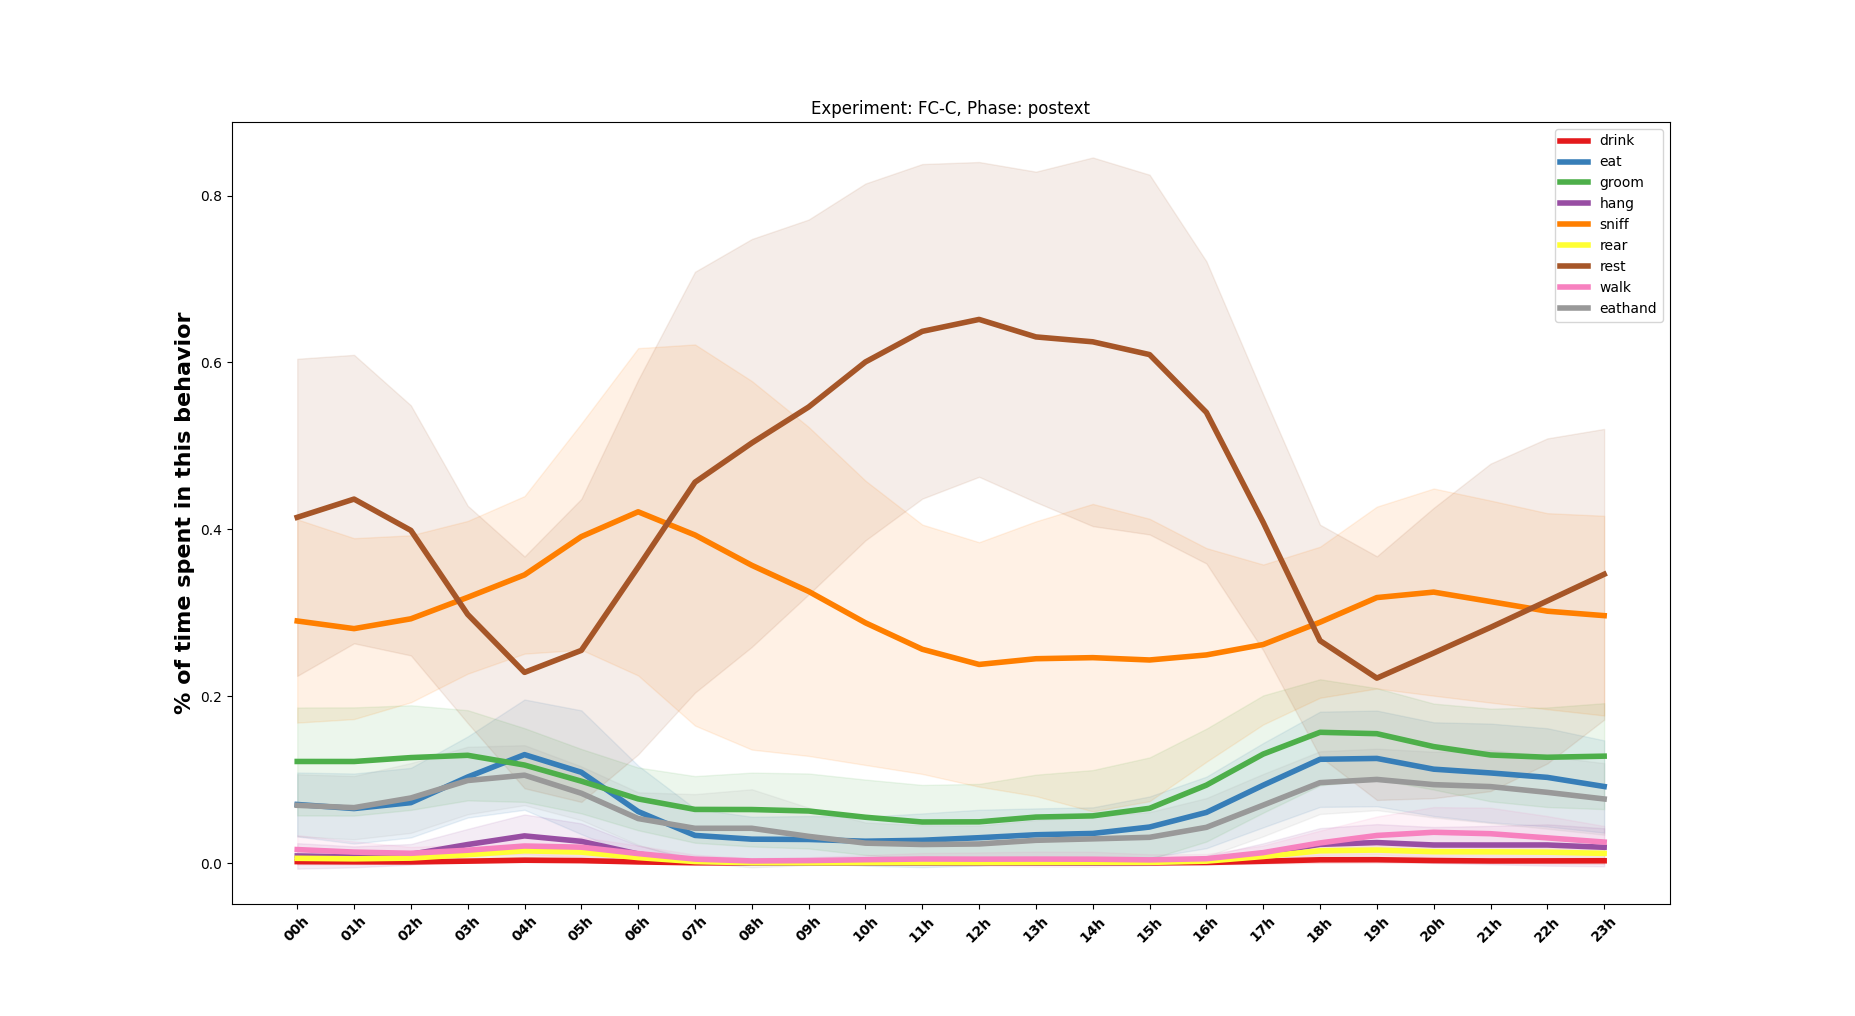 Experiment: FC-C, Phase: postext
% of time spent in this behavior
0.8
0.6
0.4
0.2
0.0
drink
eat
groom
hang
sniff
rear
rest
walk
eathand
00h 01h 02h 03h 04h 05h 06h 07h 08h 09h 10h 11h 12h 13h 14h 15h 16h 17h 18h 19h 20h 21h 22h 23h